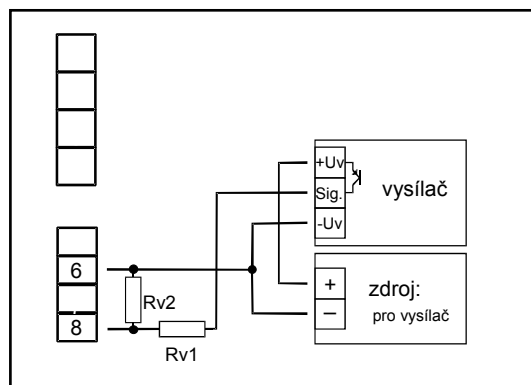 +Uv
Sig.
-Uv
vysílač
6
8
Rv2
Rv1
+
−
zdroj:
pro vysílač